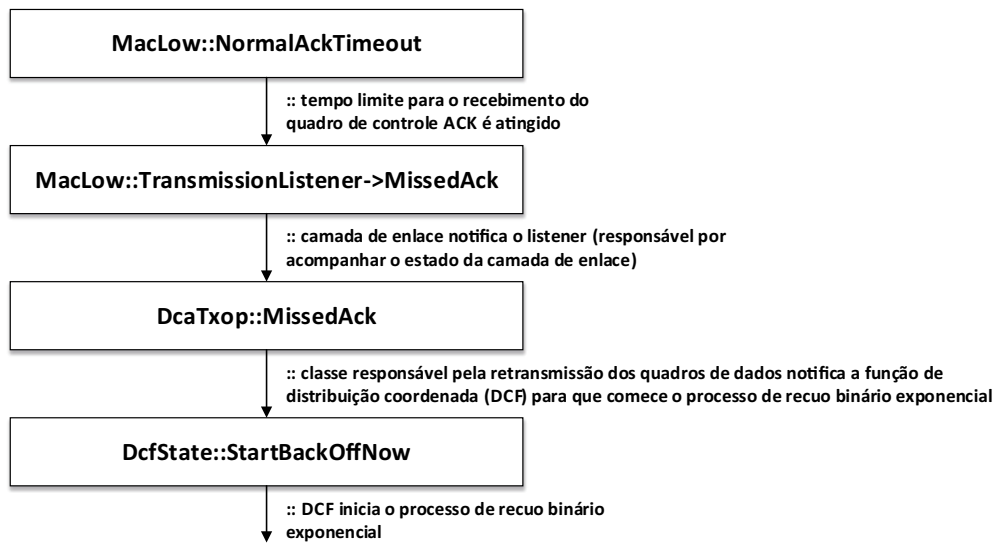 MacLow::NormalAckTimeout
:: tempo limite para o recebimento do
quadro de controle ACK é atingido
MacLow::TransmissionListener->MissedAck
:: camada de enlace notifica o listener (responsável por
acompanhar o estado da camada de enlace)
DcaTxop::MissedAck
:: classe responsável pela retransmissão dos quadros de dados notifica a função de
distribuição coordenada (DCF) para que comece o processo de recuo binário exponencial
DcfState::StartBackOffNow
:: DCF inicia o processo de recuo binário
exponencial